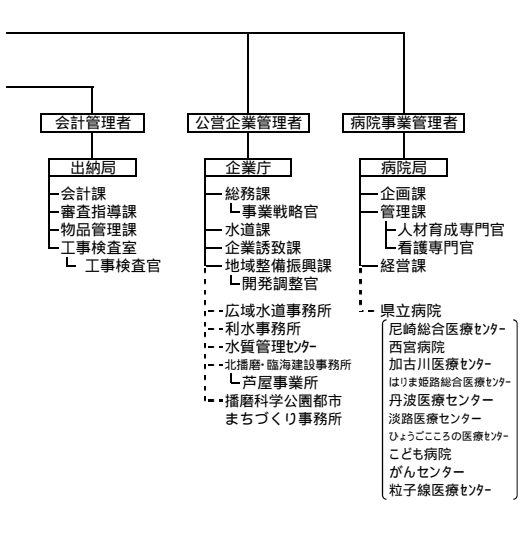 会計管理者
出納局
会計課
審査指導課
物品管理課
工事検査室
工事検査官
公営企業管理者
企業庁
総務課
事業戦略官
水道課
企業誘致課
地域整備振興課
開発調整官
広域水道事務所
利水事務所
水質管理ｾﾝﾀｰ
北播磨・臨海建設事務所
芦屋事業所
播磨科学公園都市
まちづくり事務所
病院事業管理者
病院局
企画課
管理課
人材育成専門官
看護専門官
経営課
県立病院
尼崎総合医療ｾﾝﾀｰ
西宮病院
加古川医療ｾﾝﾀｰ
はりま姫路総合医療ｾﾝﾀｰ
丹波医療センター
淡路医療センター
ひょうごこころの医療ｾﾝﾀｰ
こども病院
がんセンター
粒子線医療ｾﾝﾀｰ